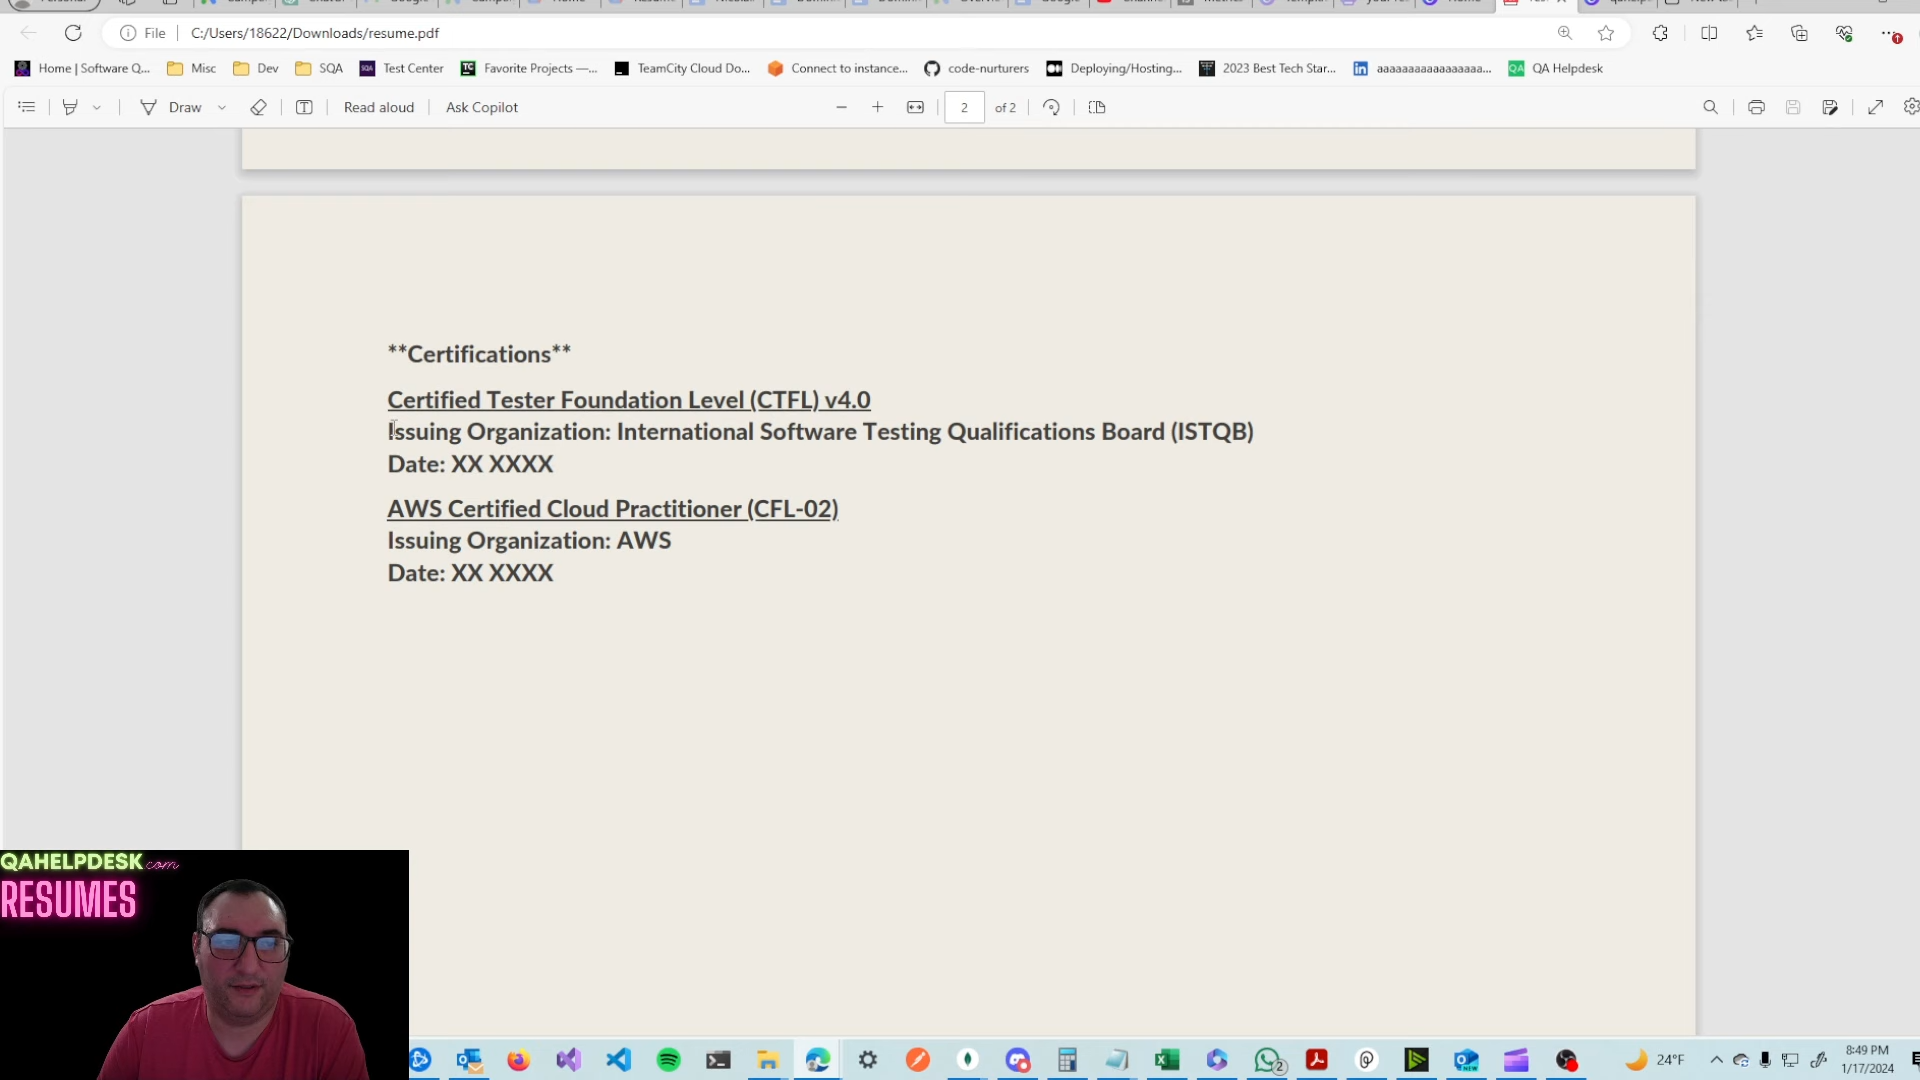 File C:/Users/18622/Downloads/resume.pdf
Home | Software Q... Misc Dev SQA Test Center Favorite Projects —... TeamCity Cloud Do... Connect to instance... code-nurturers Deploying/Hosting... 2023 Best Tech Star... aaaaaaaaaaaaaaaaa... QA Helpdesk
Draw Read aloud Ask Copilot 2 of 2
**Certifications**
Certified Tester Foundation Level (CTFL) v4.0
Issuing Organization: International Software Testing Qualifications Board (ISTQB)
Date: XX XXXX
AWS Certified Cloud Practitioner (CFL-02)
Issuing Organization: AWS
Date: XX XXXX
QAHELPDESK.com
RESUMES
24°F
8:49 PM
1/17/2024